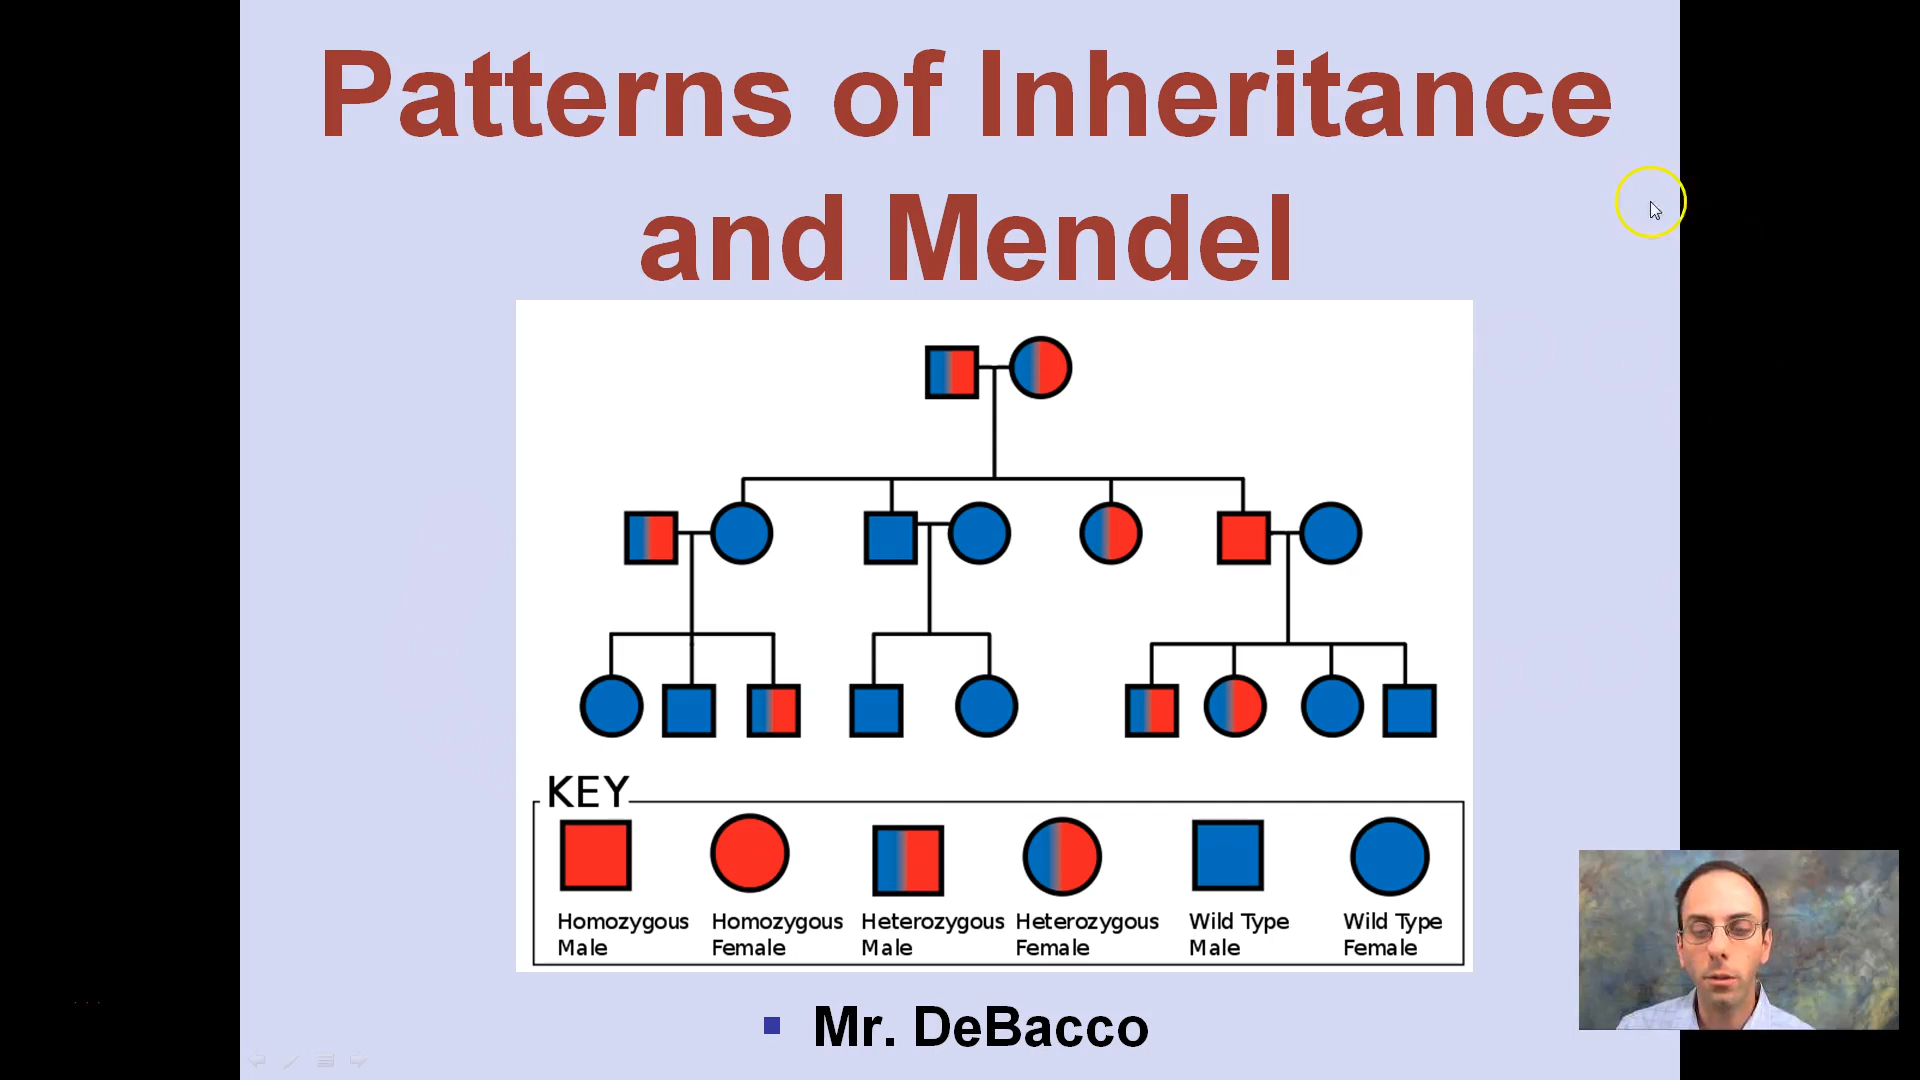 Patterns of Inheritance
and Mendel
KEY
Homozygous Homozygous Heterozygous Heterozygous Wild Type Wild Type
Male Female Male Female Male Female
Mr. DeBacco